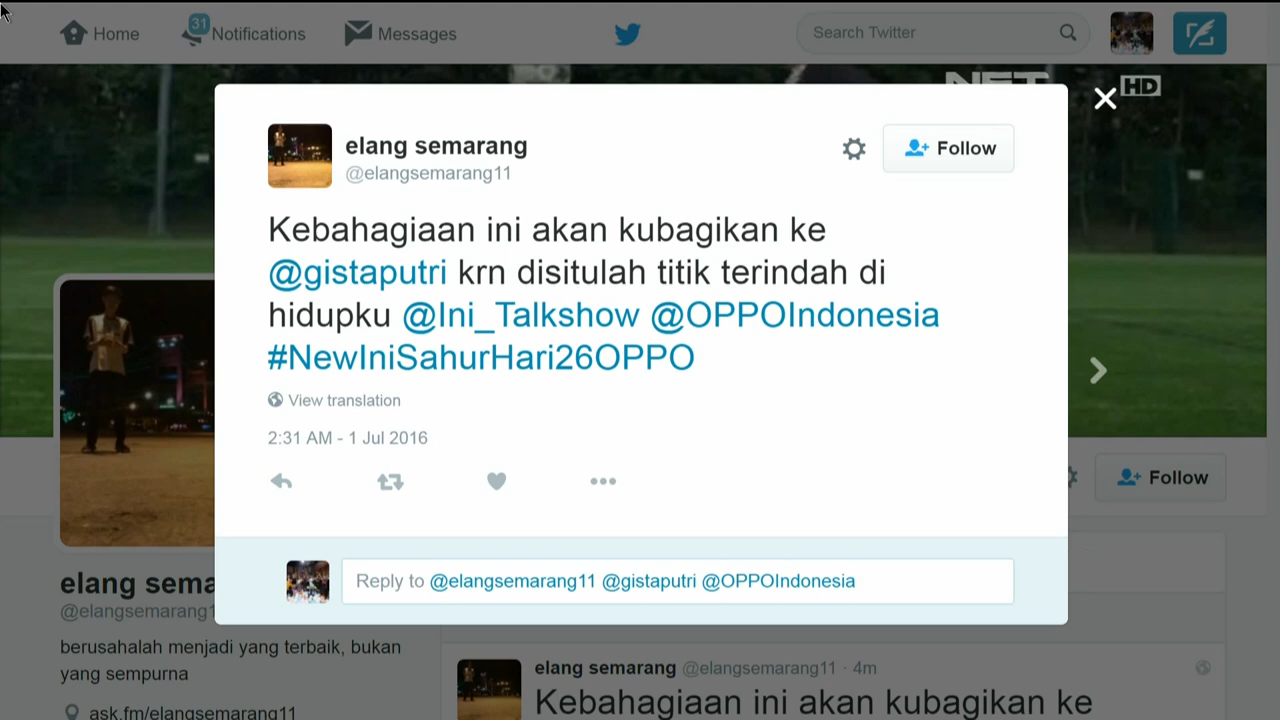 Home
31
Notifications
Messages
Search Twitter
NET
HD
elang semarang
@elangsemarang11
Follow
Kebahagiaan ini akan kubagikan ke
@gistaputri krn disitulah titik terindah di
hidupku @Ini_Talkshow @OPPOIndonesia
#NewIniSahurHari26OPPO
View translation
2:31 AM - 1 Jul 2016
Follow
Reply to @elangsemarang11 @gistaputri @OPPOIndonesia
elang sema
@elangsemarang1
berusahalah menjadi yang terbaik, bukan
yang sempurna
ask.fm/elangsemarang11
elang semarang @elangsemarang11 · 4m
Kebahagiaan ini akan kubagikan ke